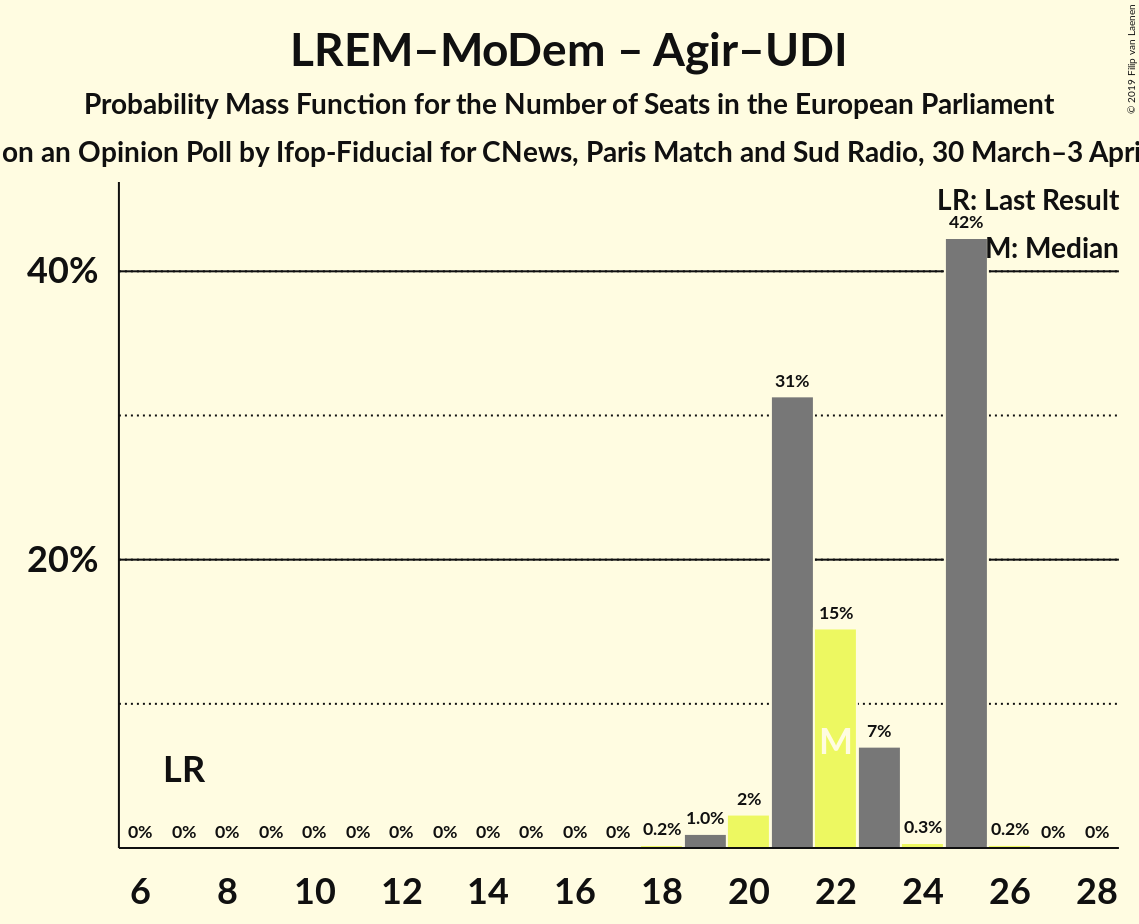 LREM–MoDem – Agir–UDI
Probability Mass Function for the Number of Seats in the European Parliament
on an Opinion Poll by Ifop-Fiducial for CNews, Paris Match and Sud Radio, 30 March–3 Apri
© 2019 Filip van Laenen
LR: Last Result
M: Median
42%
40%
31%
20%
15%
M
7%
LR
2%
1.0%
0% 0% 0% 0% 0% 0% 0% 0% 0% 0% 0% 0% 0.2% 0.3% 0.2% 0% 0%
6 8 10 12 14 16 18 20 22 24 26 28